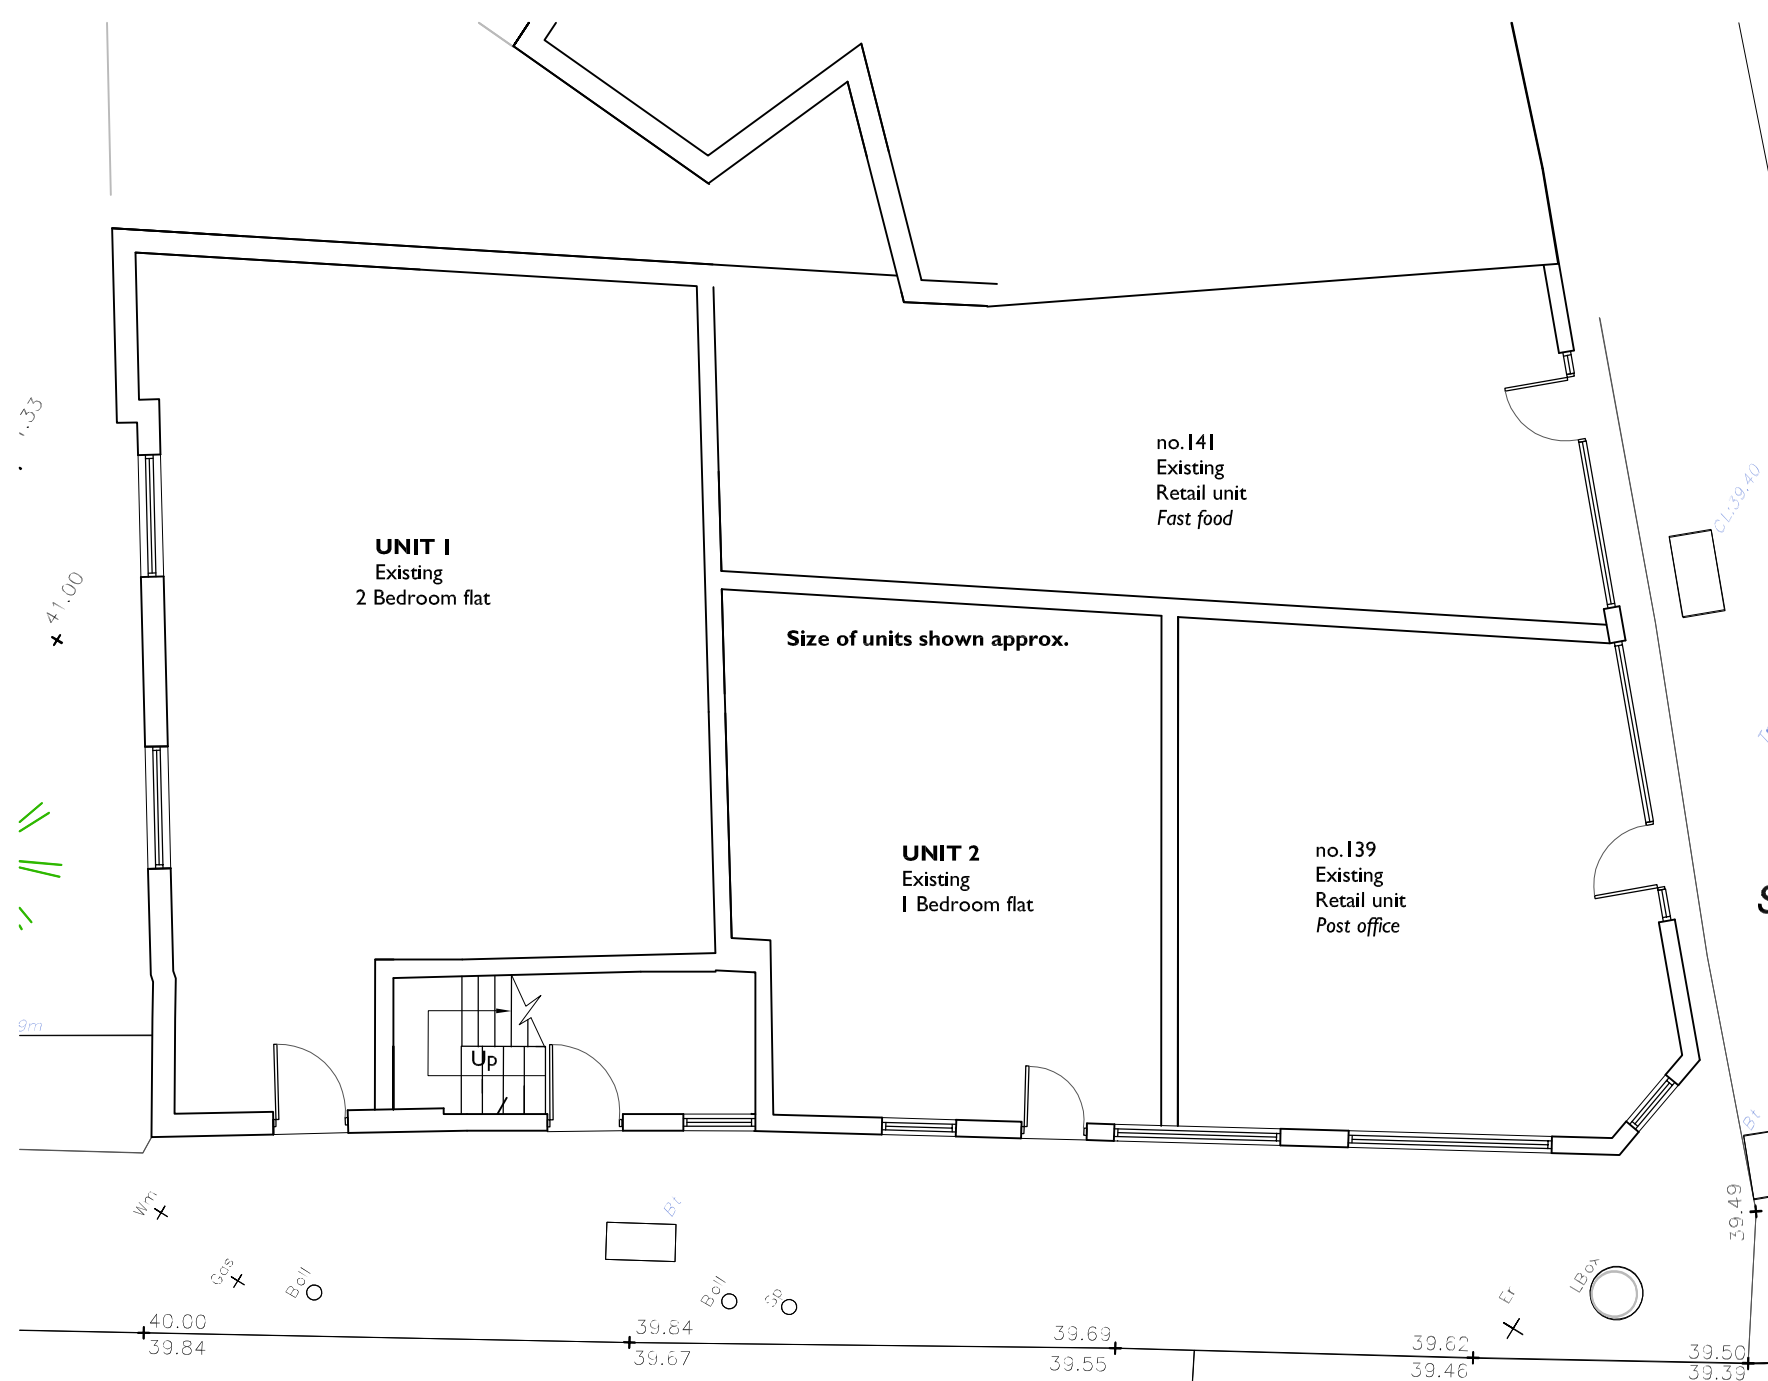 .33
41.00
UNIT 1
Existing
2 Bedroom flat
no.141
Existing
Retail unit
Fast food
CL:39.40
Size of units shown approx.
UNIT 2
Existing
1 Bedroom flat
no.139
Existing
Retail unit
Post office
S
9m
Up
Bt
Wm
Gas
Boll
Bt
Boll
Sp
Er
LBox
39.49
40.00
39.84
39.84
39.67
39.69
39.55
39.62
39.46
39.50
39.39